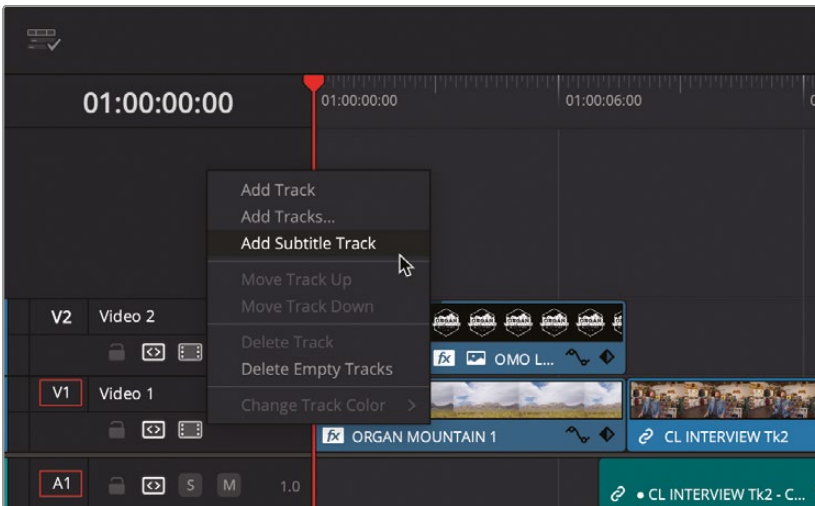 01:00:00:00
01:00:00:00
01:00:06:00
Add Track
Add Tracks...
Add Subtitle Track
Move Track Up
Move Track Down
Delete Track
Delete Empty Tracks
Change Track Color >
V2 Video 2
fx OMO L...
V1 Video 1
fx ORGAN MOUNTAIN 1
CL INTERVIEW Tk2
A1 S M 1.0
• CL INTERVIEW Tk2 - C...